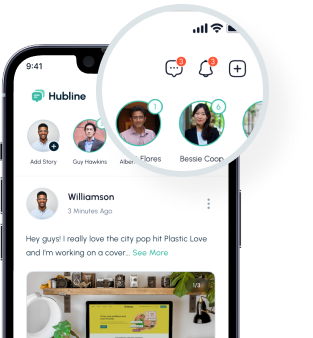 9:41
3
3
Hubline
1
6
Add Story
Guy Hawkins
Albert Flores
Bessie Coop
Williamson
3 Minutes Ago
Hey guys! I really love the city pop hit Plastic Love
and I'm working on a cover... See More
1/3